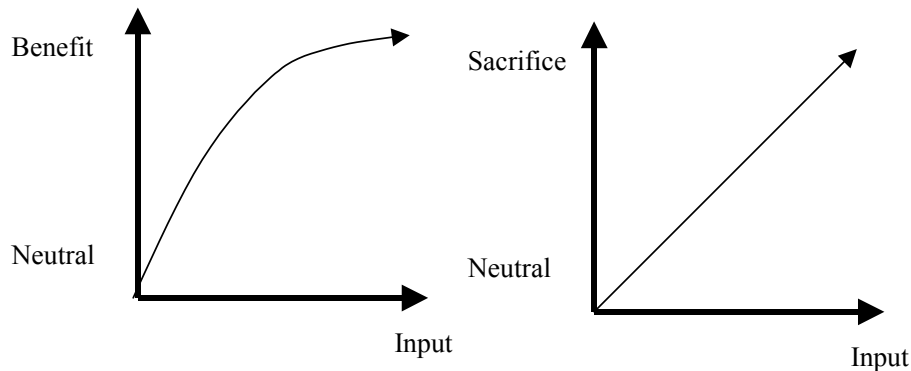 Benefit
Neutral
Input
Sacrifice
Neutral
Input